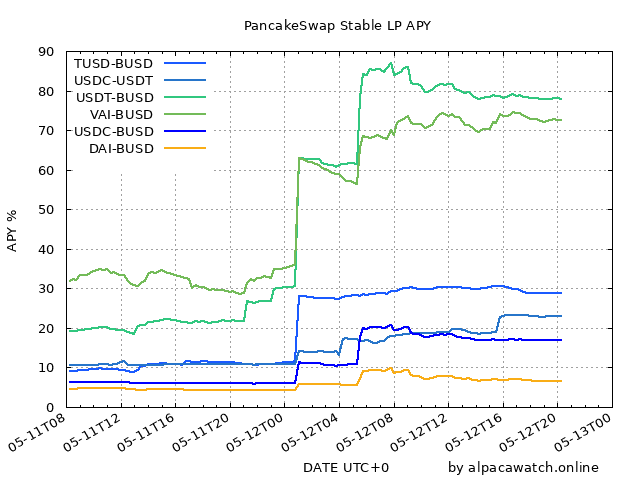 PancakeSwap Stable LP APY
90
80
70
60
50
40
30
20
10
0
APY %
TUSD-BUSD
USDC-USDT
USDT-BUSD
VAI-BUSD
USDC-BUSD
DAI-BUSD
05-11T08
05-11T12
05-11T16
05-11T20
05-12T00
05-12T04
05-12T08
05-12T12
05-12T16
05-12T20
05-13T00
DATE UTC+0
by alpacawatch.online